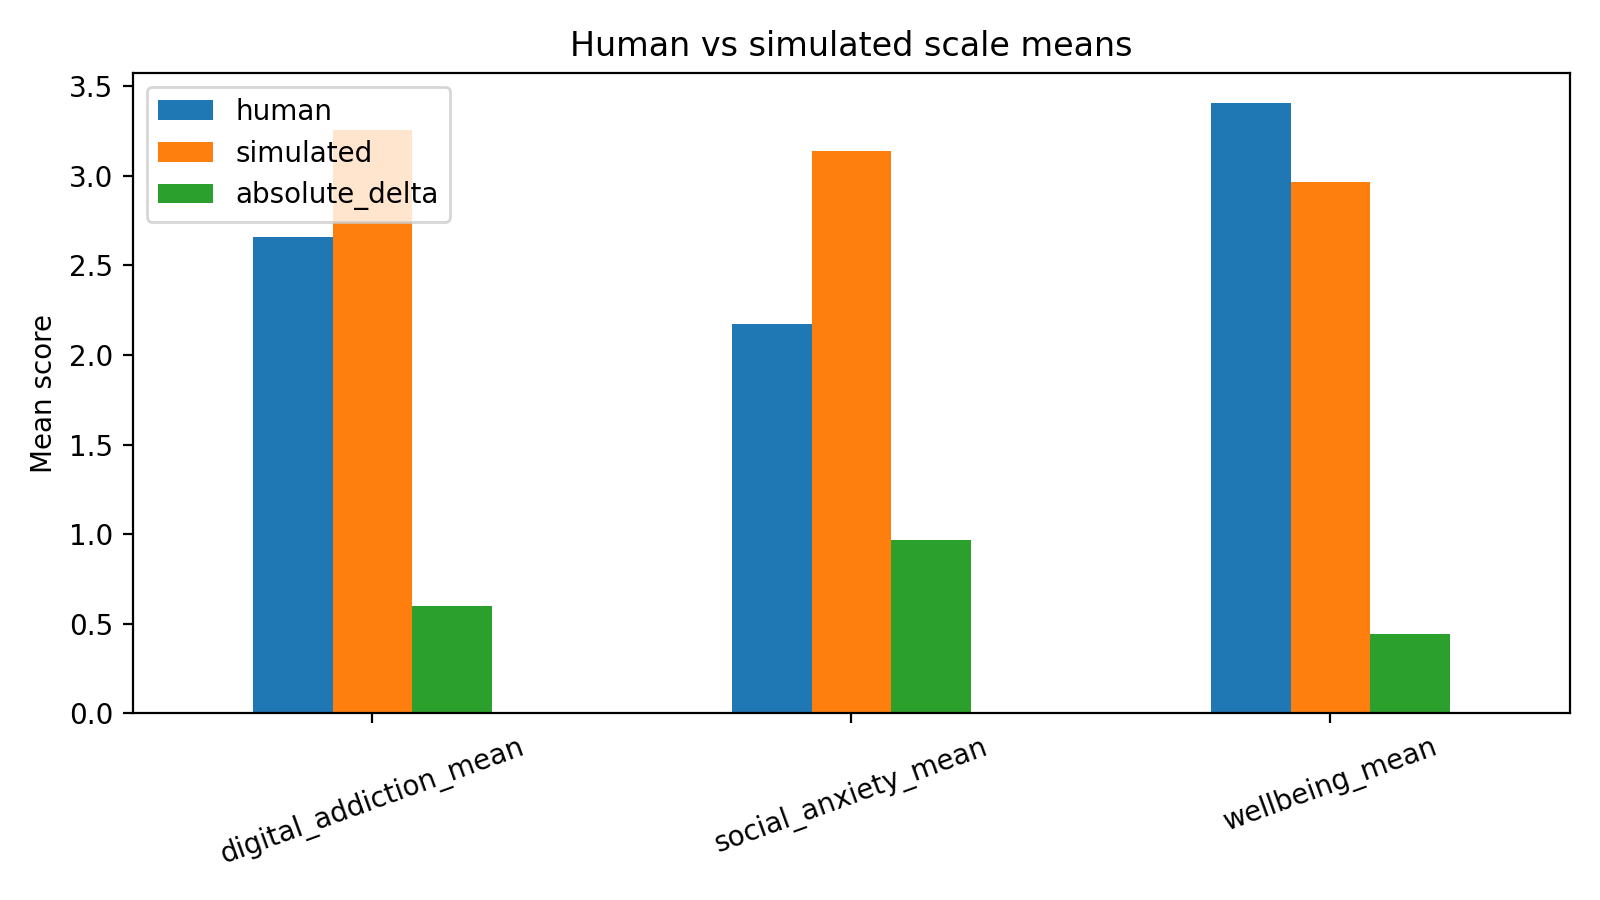 Human vs simulated scale means
human
simulated
absolute_delta
Mean score
3.5
3.0
2.5
2.0
1.5
1.0
0.5
0.0
digital_addiction_mean
social_anxiety_mean
wellbeing_mean